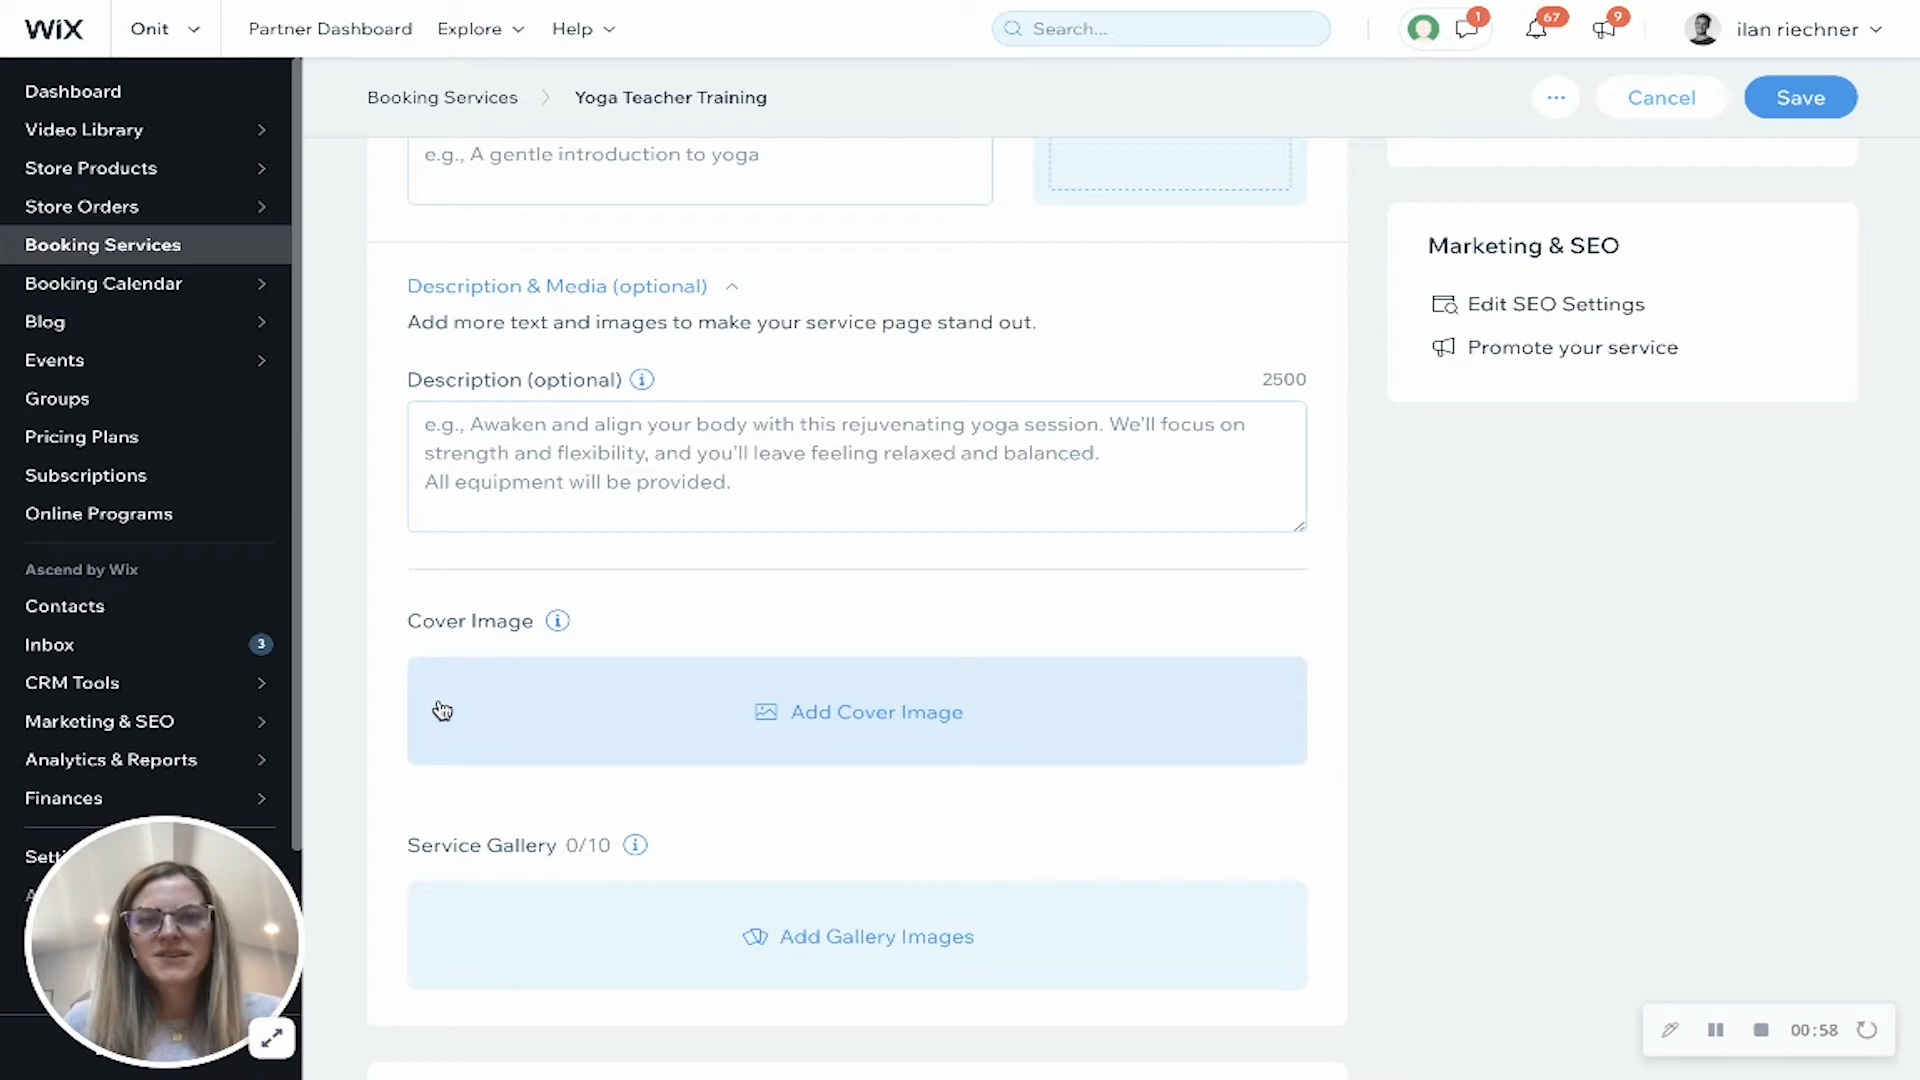 WIX
Onit
Partner Dashboard
Explore
Help
Search...
1
67
9
ilan riechner
Dashboard
Video Library
Store Products
Store Orders
Booking Services
Booking Calendar
Blog
Events
Groups
Pricing Plans
Subscriptions
Online Programs
Ascend by Wix
Contacts
Inbox
3
CRM Tools
Marketing & SEO
Analytics & Reports
Finances
Booking Services
Yoga Teacher Training
Cancel
Save
e.g., A gentle introduction to yoga
Description & Media (optional)
Add more text and images to make your service page stand out.
Description (optional)
2500
e.g., Awaken and align your body with this rejuvenating yoga session. We'll focus on
strength and flexibility, and you'll leave feeling relaxed and balanced.
All equipment will be provided.
Cover Image
Add Cover Image
Service Gallery 0/10
Add Gallery Images
Marketing & SEO
Edit SEO Settings
Promote your service
00:58